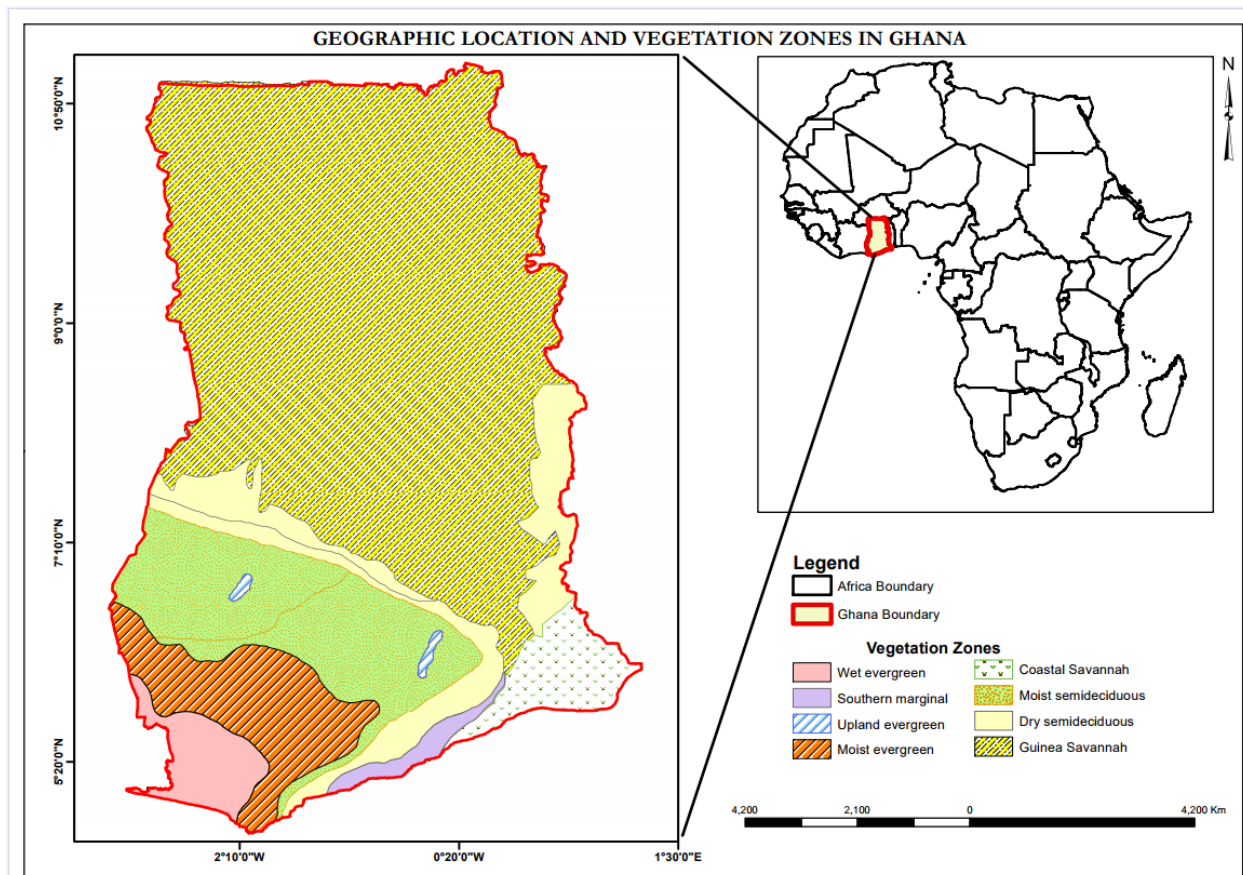 GEOGRAPHIC LOCATION AND VEGETATION ZONES IN GHANA
N
10°50'0"N
9°0'0"N
7°10'0"N
5°20'0"N
2°10'0"W
0°20'0"W
1°30'0"E
Legend
Africa Boundary
Ghana Boundary
Vegetation Zones
Wet evergreen
Southern marginal
Upland evergreen
Moist evergreen
Coastal Savannah
Moist semideciduous
Dry semideciduous
Guinea Savannah
4,200 2,100 0 4,200 Km